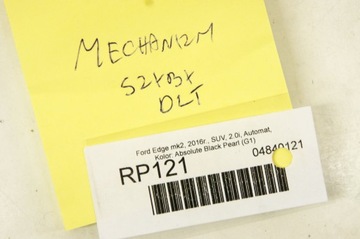 MECHANIZM
SZYBY
DLT
Ford Edge mk2, 2016r., SUV, 2.0i, Automat,
Kolor: Absolute Black Pearl (G1)
RP121 04840121